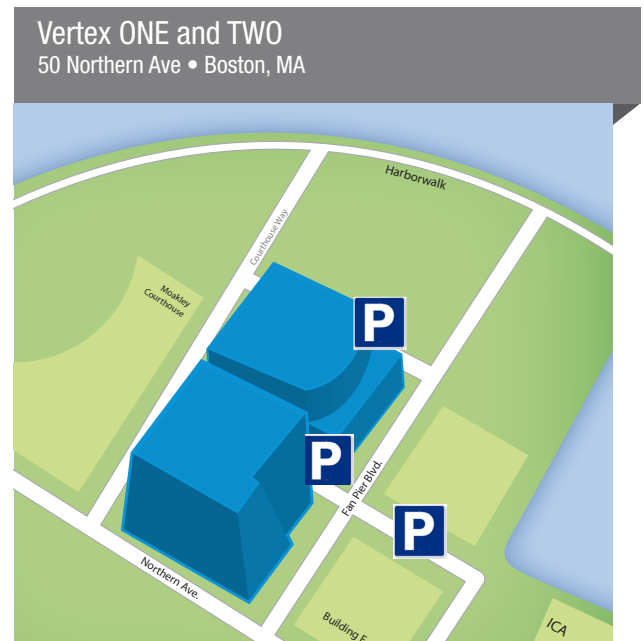 Vertex ONE and TWO
50 Northern Ave • Boston, MA
Harborwalk
Courthouse Way
Moakley
Courthouse
P
P
Fan Pier Blvd.
P
Northern Ave.
Building
ICA